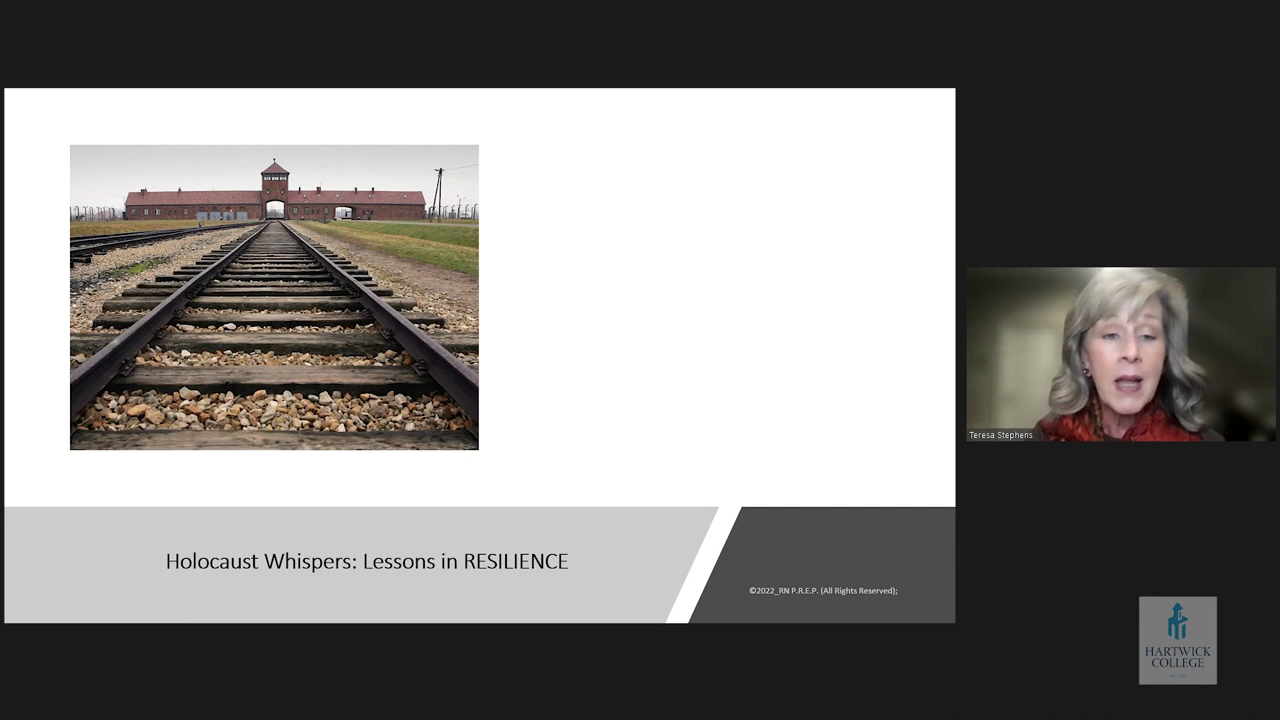 Holocaust Whispers: Lessons in RESILIENCE
©2022_RN P.R.E.P. (All Rights Reserved);
Teresa Stephens
HARTWICK
COLLEGE